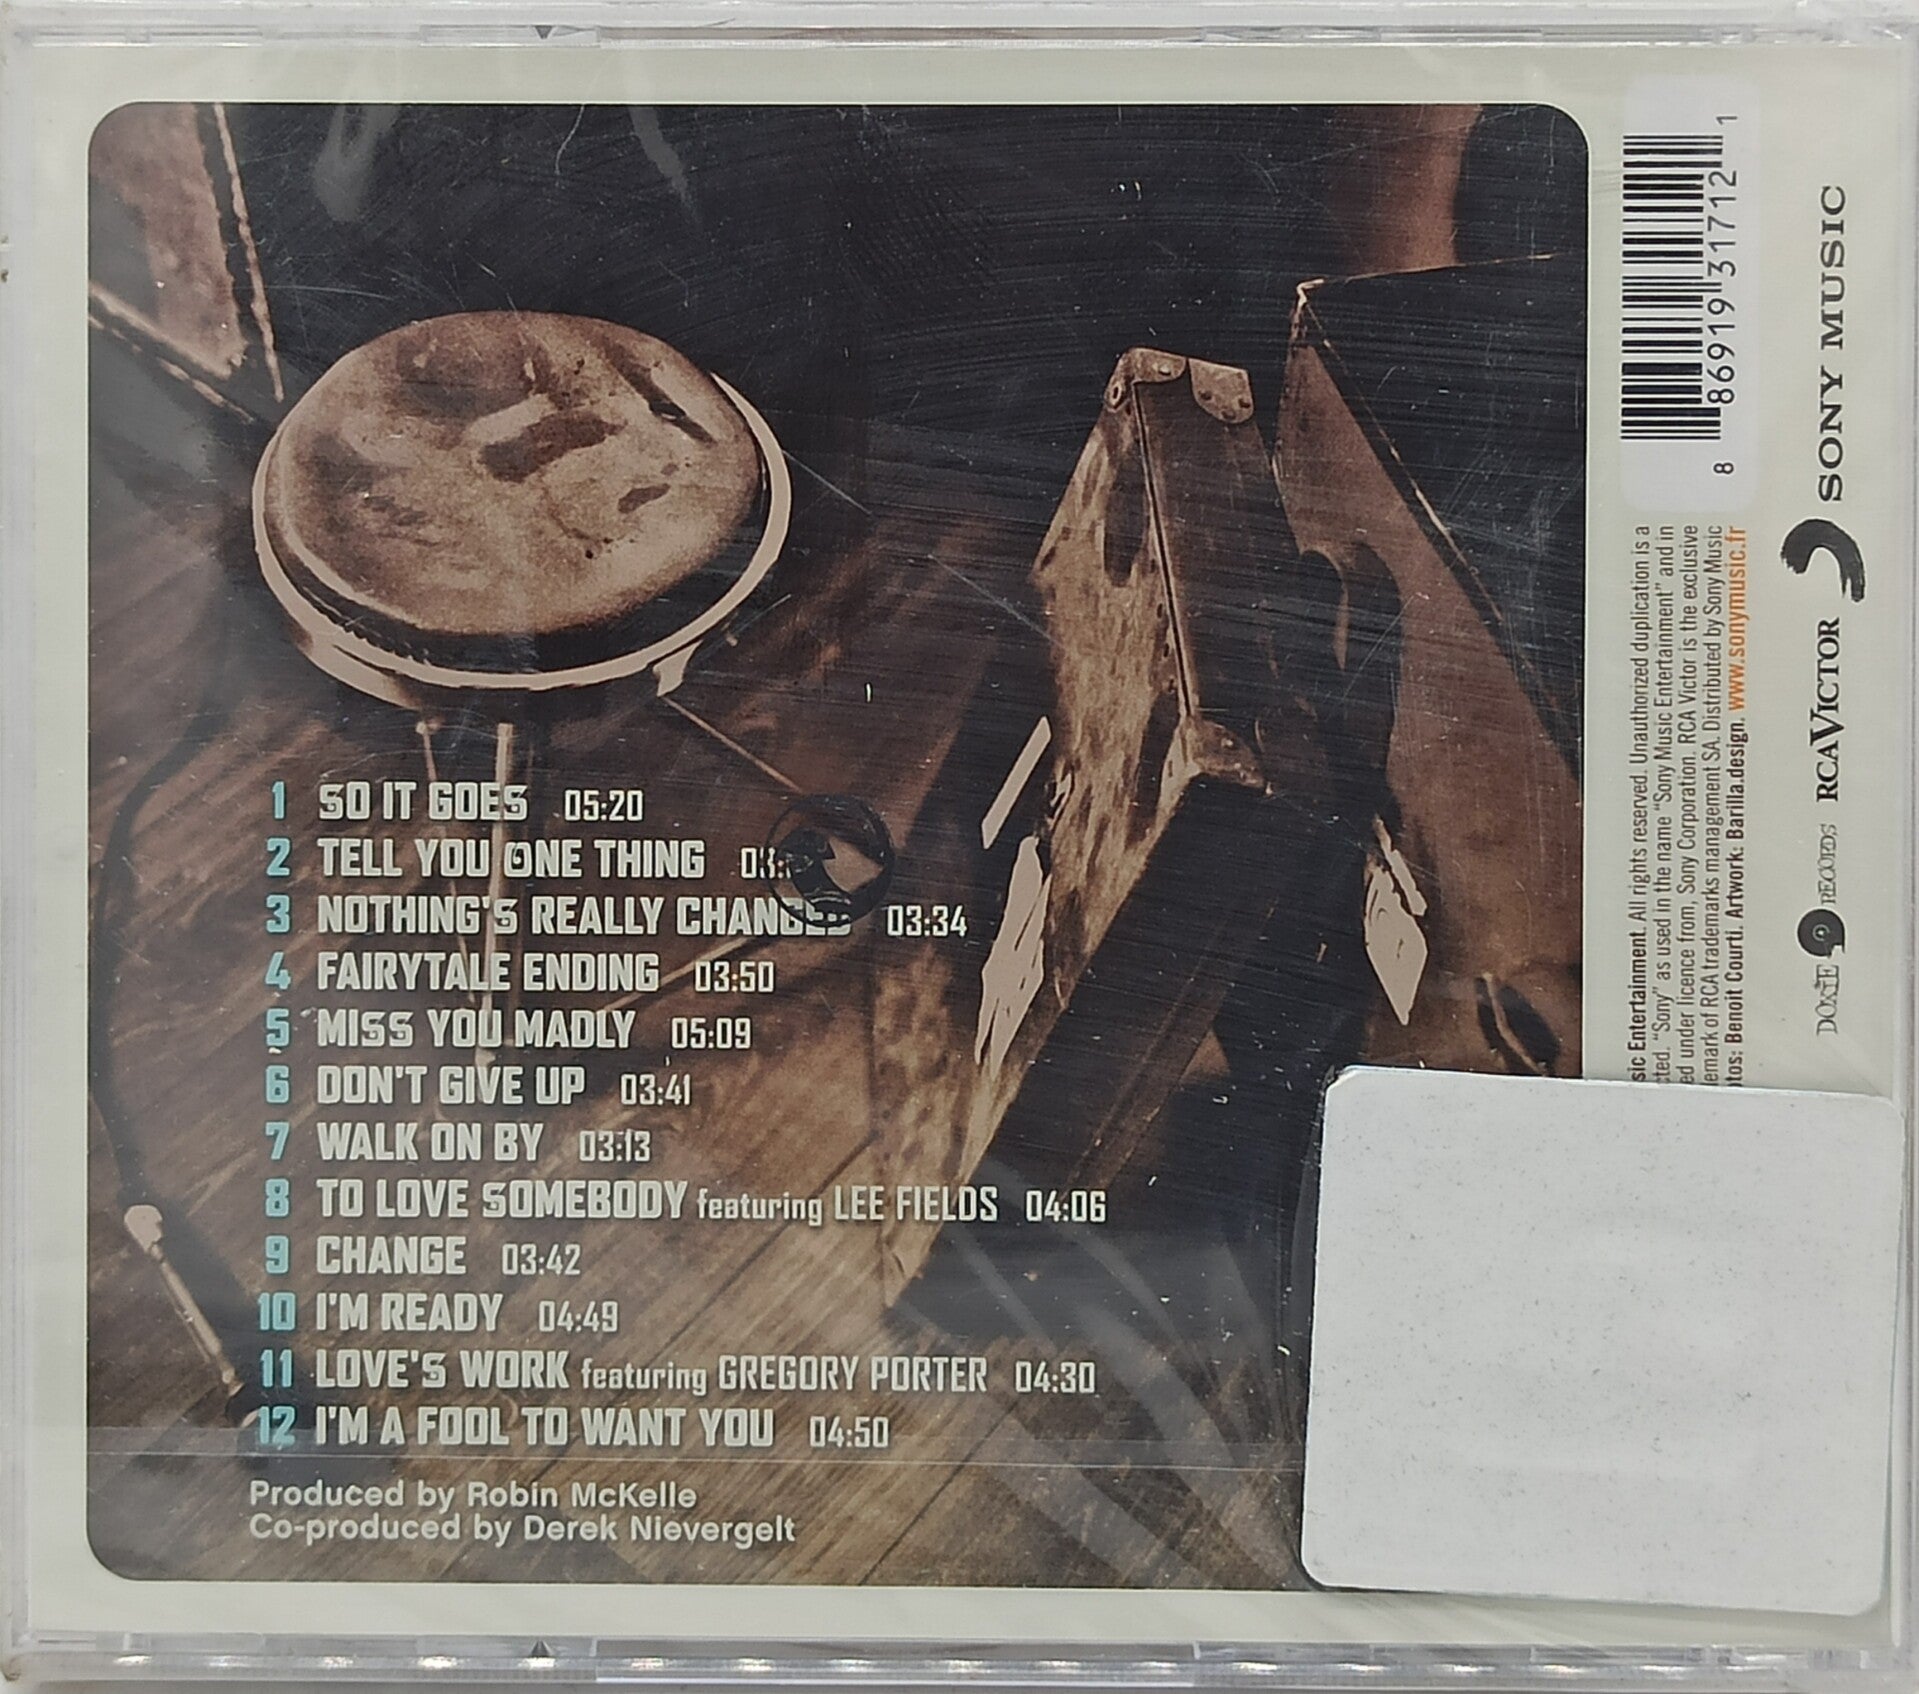 1 SO IT GOES 05:20
2 TELL YOU ONE THING
3 NOTHING'S REALLY CHANGED 03:34
4 FAIRYTALE ENDING 03:50
5 MISS YOU MADLY 05:09
6 DON'T GIVE UP 03:41
7 WALK ON BY 03:13
8 TO LOVE SOMEBODY featuring LEE FIELDS 04:06
9 CHANGE 03:42
10 I'M READY 04:49
11 LOVE'S WORK featuring GREGORY PORTER 04:30
12 I'M A FOOL TO WANT YOU 04:50
Produced by Robin McKelle
Co-produced by Derek Nievergelt
Entertainment. All rights reserved. Unauthorized duplication is a
"Sony" as used in the name "Sony Music Entertainment" and in
under licence from, Sony Corporation. RCA Victor is the exclusive
of RCA trademarks management SA. Distributed by Sony Music
Benoit Courti. Artwork: Barilla.design. www.sonymusic.fr
8 86919 31712 1
DOXIE RECORDS RCA VICTOR SONY MUSIC